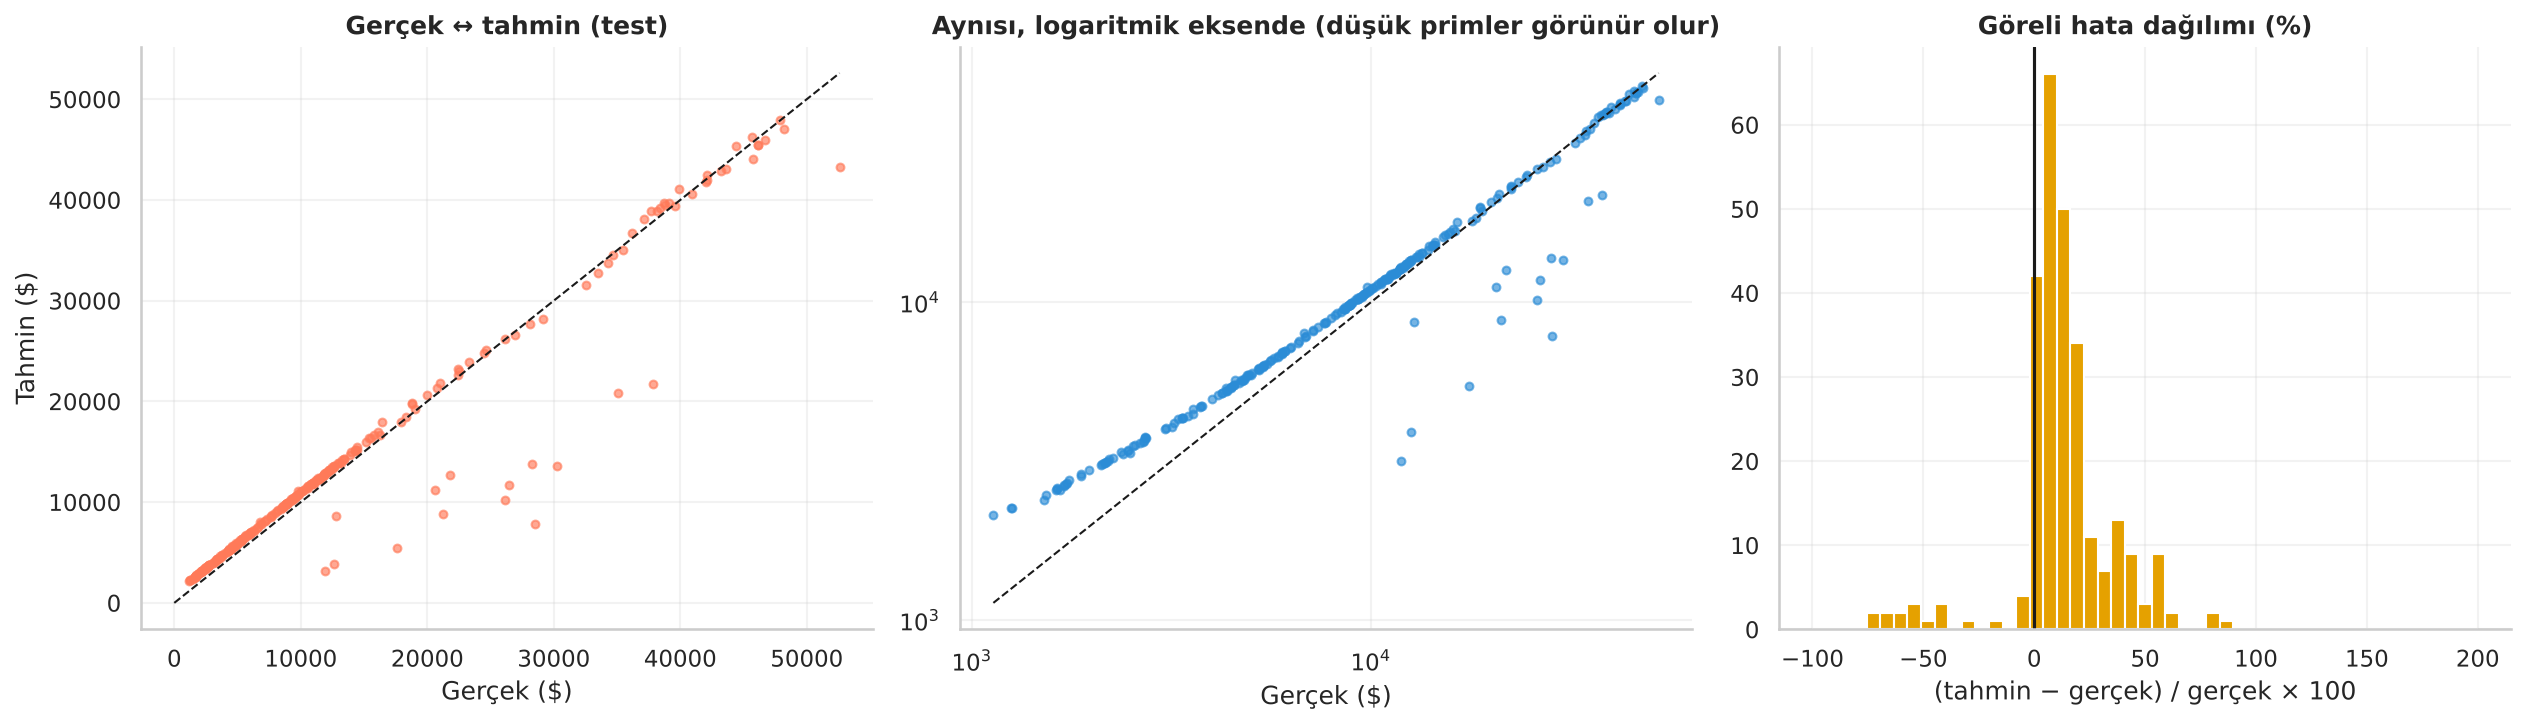 Gerçek ↔ tahmin (test)
Tahmin ($)
50000
40000
30000
20000
10000
0
0 10000 20000 30000 40000 50000
Gerçek ($)
Aynısı, logaritmik eksende (düşük primler görünür olur)
10⁴
10³
10³ 10⁴
Gerçek ($)
Göreli hata dağılımı (%)
60
50
40
30
20
10
0
−100 −50 0 50 100 150 200
(tahmin − gerçek) / gerçek × 100